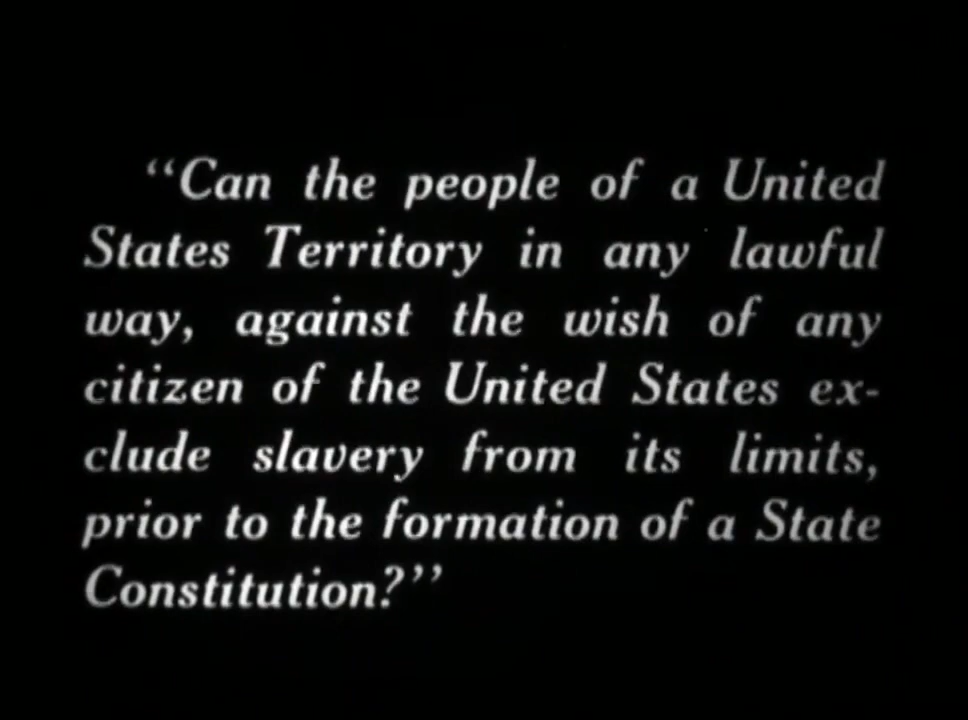 “Can the people of a United
States Territory in any lawful
way, against the wish of any
citizen of the United States ex-
clude slavery from its limits,
prior to the formation of a State
Constitution?’’